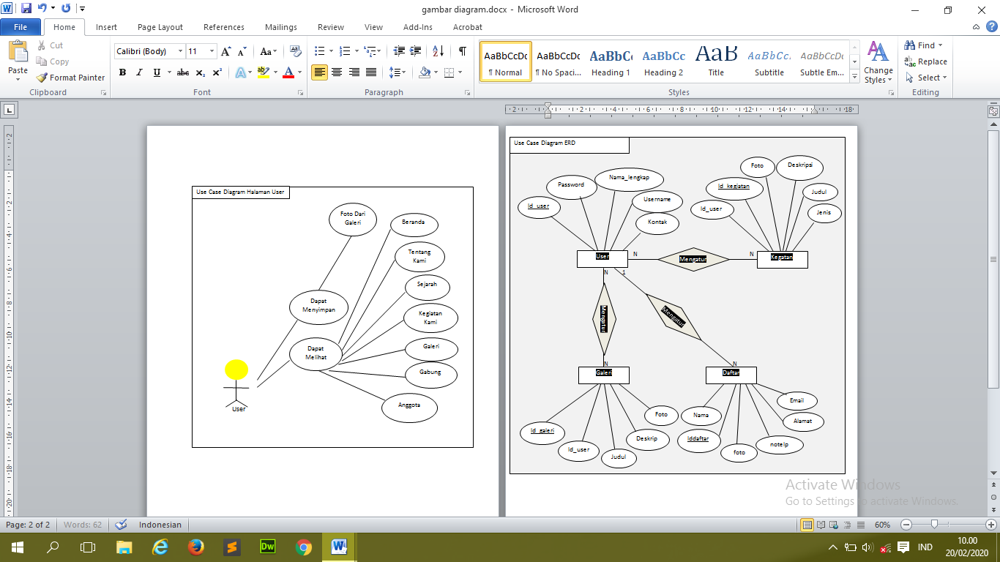 gambar diagram.docx - Microsoft Word
File Home Insert Page Layout References Mailings Review View Add-Ins Acrobat
Paste
Cut
Copy
Format Painter
Clipboard
Calibri (Body) 11
Font
Paragraph
AaBbCcDc AaBbCcDc AaBbCc AaBbCc AaB AaBbCc. AaBbCcDc
¶ Normal ¶ No Spaci... Heading 1 Heading 2 Title Subtitle Subtle Em...
Styles
Change
Styles
Find
Replace
Select
Editing
Use Case Diagram Halaman User
Foto Dari
Galeri
Beranda
Tentang
Kami
Sejarah
Dapat
Menyimpan
Kegiatan
Kami
Dapat
Melihat
Galeri
Gabung
Anggota
User
Use Case Diagram ERD
Id_user
Password
Nama_lengkap
Username
Kontak
Id_user
Id_kegiatan
Foto
Deskripsi
Judul
Jenis
User
N
Mengatur
N
Kegatan
N
1
Mengatur
Mengatur
N
N
Galeri
Daftar
Id_galeri
Id_user
Judul
Deskrip
Foto
Nama
Iddaftar
foto
notelp
Alamat
Email
Activate Windows
Go to Settings to activate Windows.
Page: 2 of 2 Words: 62 Indonesian 60%
Dw
IND
10.00
20/02/2020